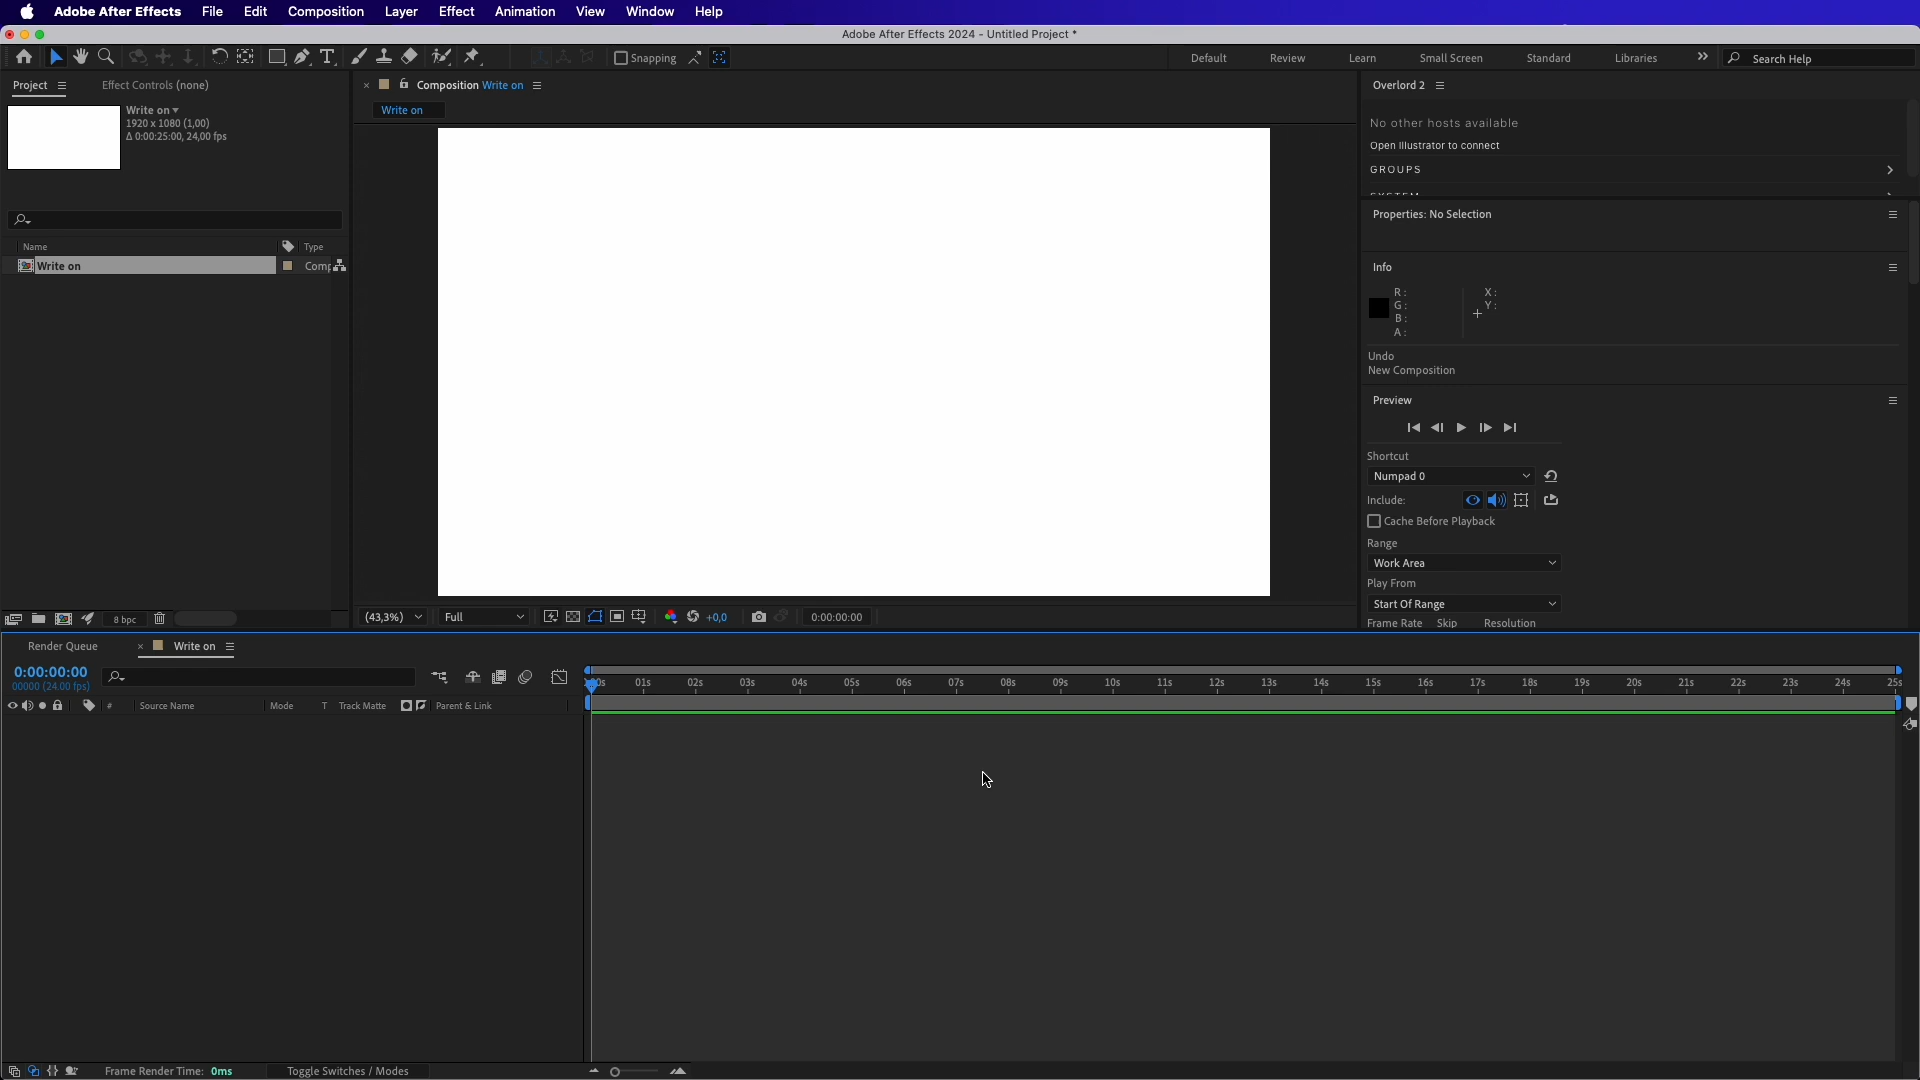 Adobe After Effects File Edit Composition Layer Effect Animation View Window Help
Adobe After Effects 2024 - Untitled Project *
Snapping Default Review Learn Small Screen Standard Libraries Search Help
Project Effect Controls (none)
Write on
1920 x 1080 (1,00)
Δ 0:00:25:00, 24,00 fps
Name Type
Write on Comp
8 bpc
Composition Write on
Write on
(43,3%) Full +0,0 0:00:00:00
Overlord 2
No other hosts available
Open Illustrator to connect
GROUPS
SYSTEM
Properties: No Selection
Info
R:
G:
B:
A:
X:
Y:
Undo
New Composition
Preview
Shortcut
Numpad 0
Include:
Cache Before Playback
Range
Work Area
Play From
Start Of Range
Frame Rate Skip Resolution
Render Queue Write on
0:00:00:00
00000 (24.00 fps)
# Source Name Mode T Track Matte Parent & Link
01s 02s 03s 04s 05s 06s 07s 08s 09s 10s 11s 12s 13s 14s 15s 16s 17s 18s 19s 20s 21s 22s 23s 24s 25s
Frame Render Time: 0ms Toggle Switches / Modes